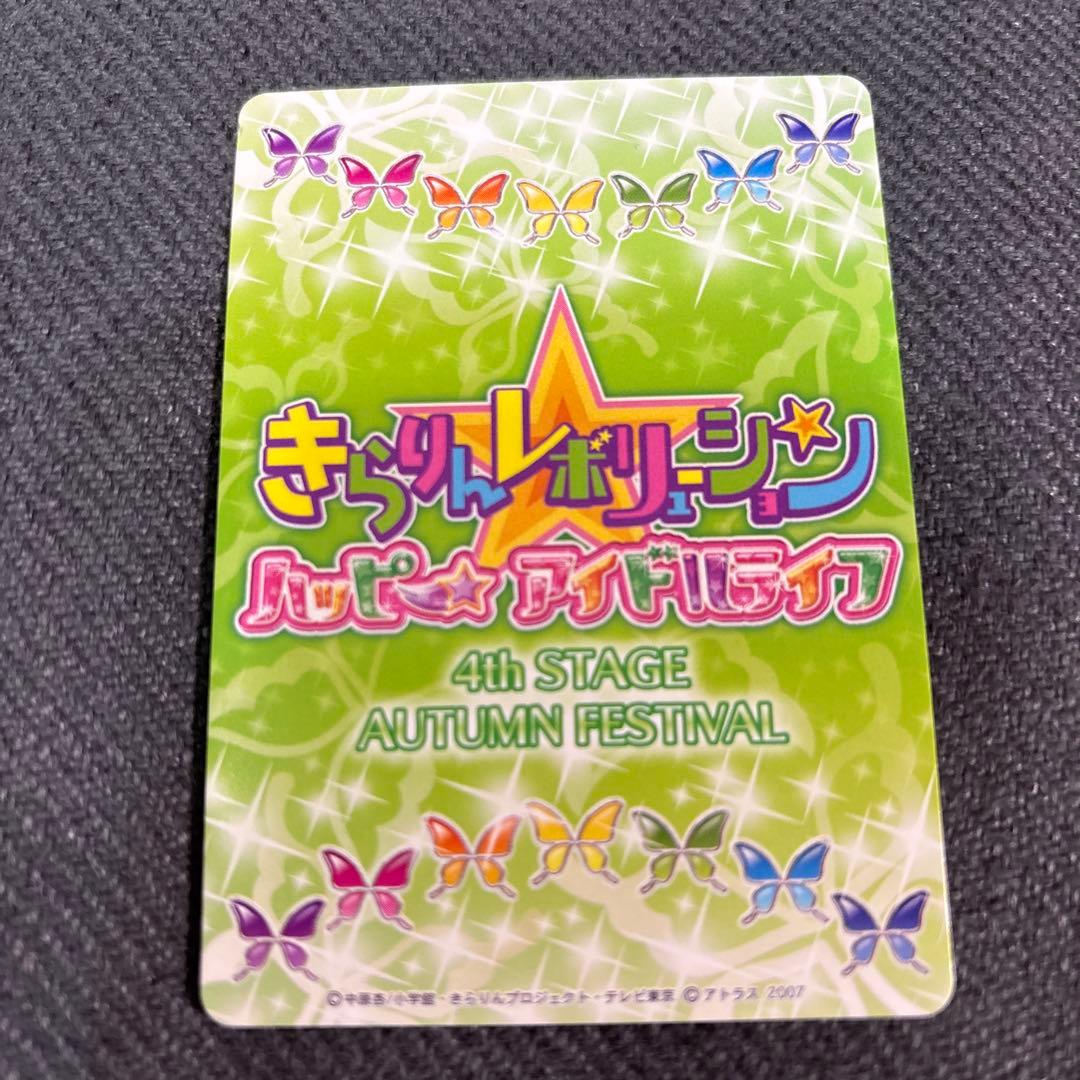 きらりんレボリューション
ハッピー☆アイドルライフ
4th STAGE
AUTUMN FESTIVAL
©中原杏/小学館・きらりんプロジェクト・テレビ東京 ©アトラス 2007